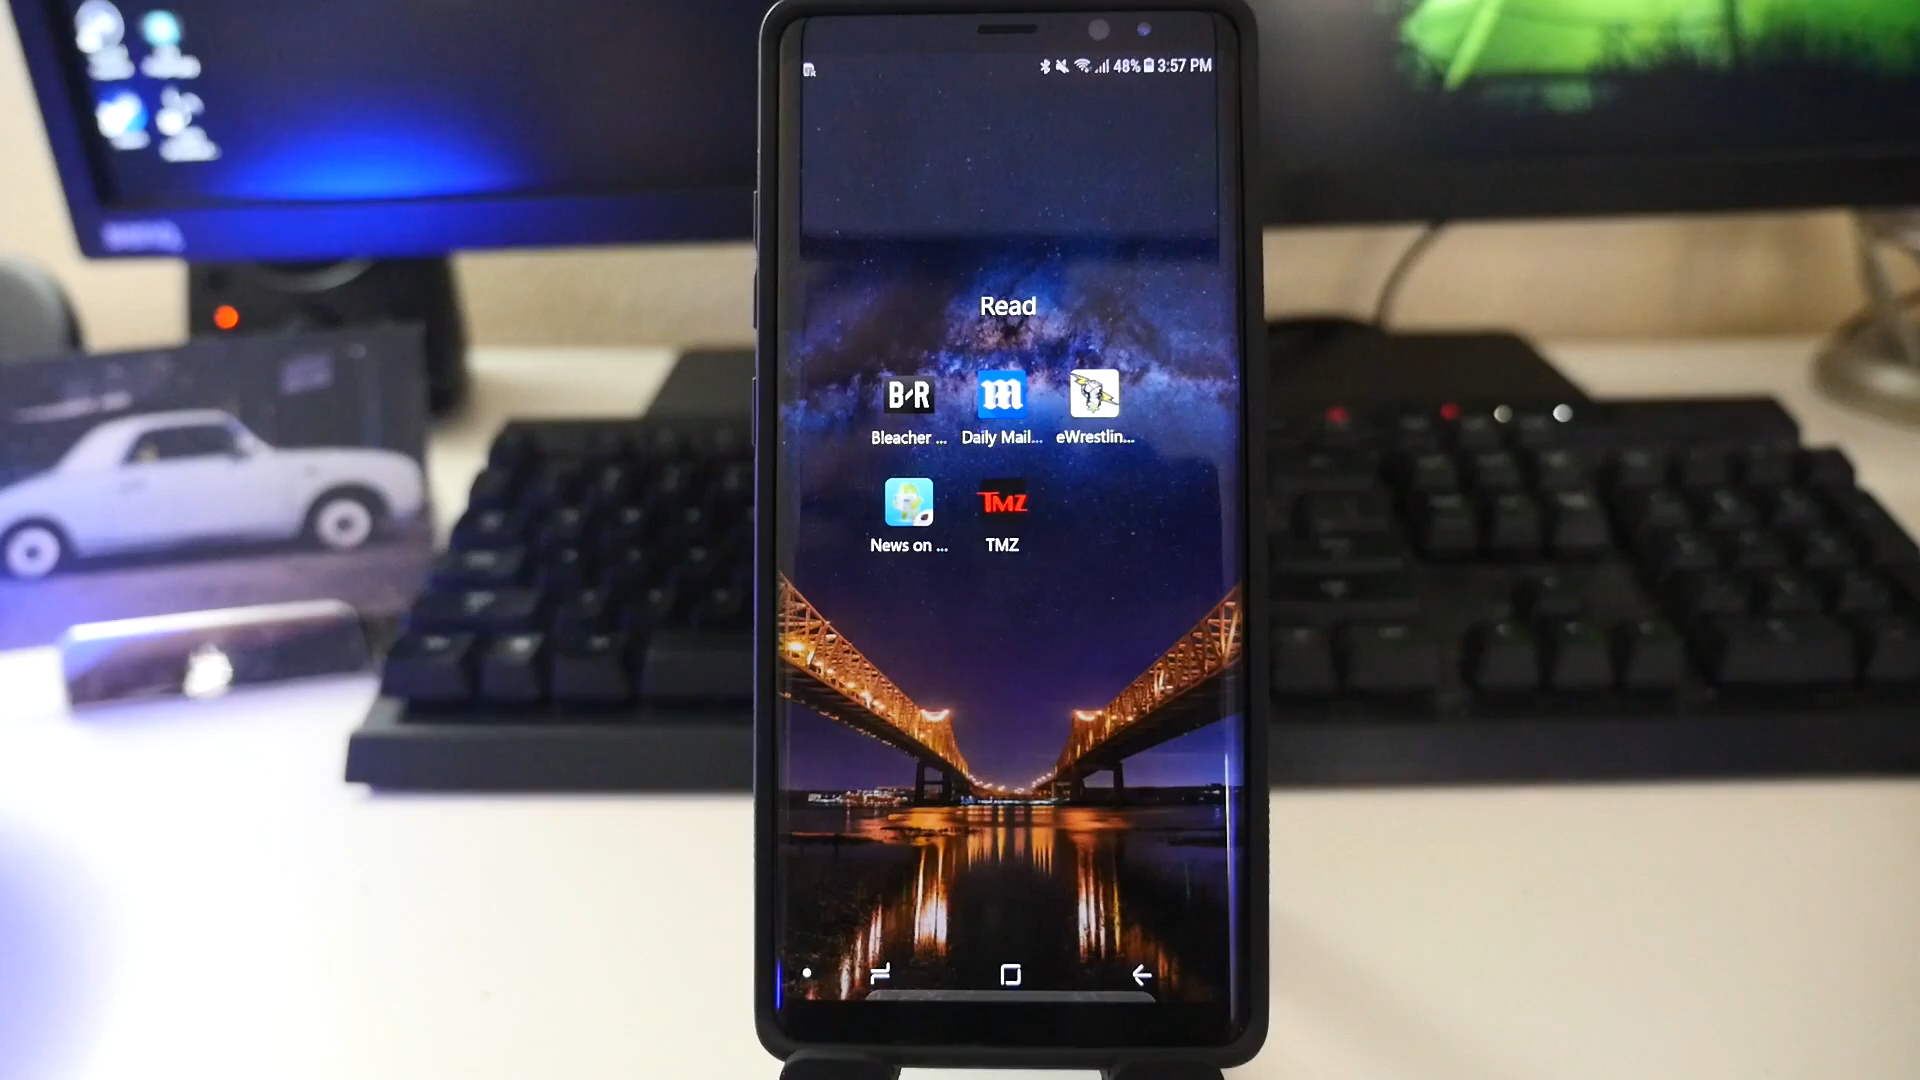 48% 3:57 PM
Read
B/R
m
Bleacher ...
Daily Mail...
eWrestlin...
TMZ
News on ...
TMZ